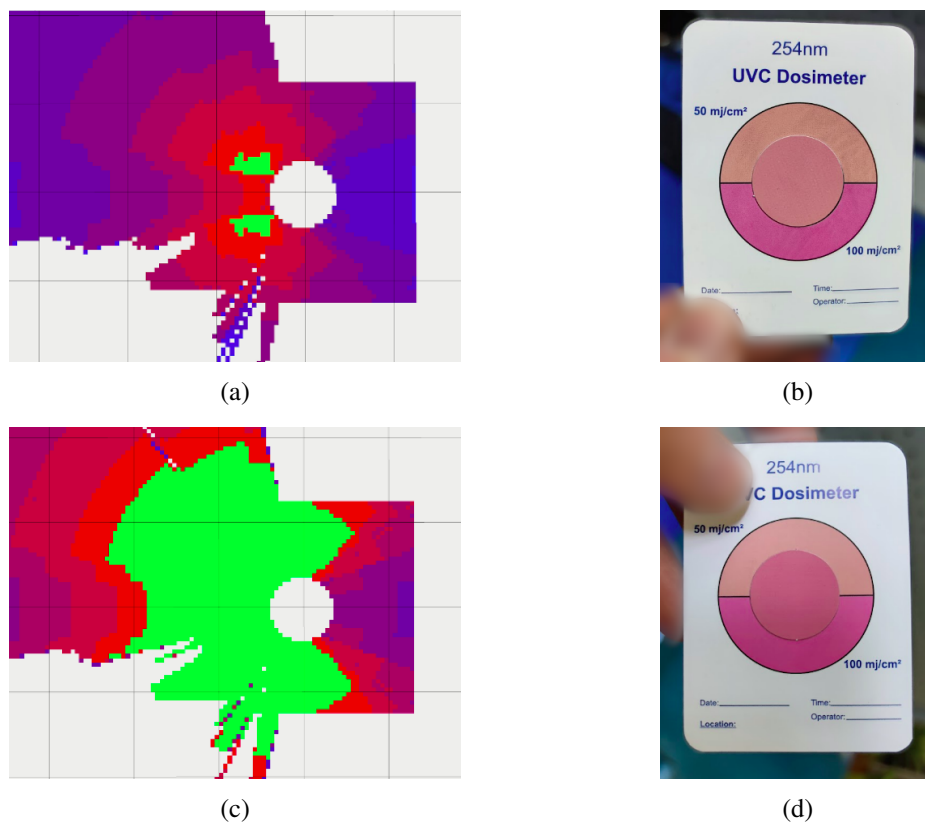 254nm
UVC Dosimeter
50 mj/cm²
100 mj/cm²
Date: Time:
Operator:
(a)
(b)
254nm
VC Dosimeter
50 mj/cm²
100 mj/cm²
Date: Time:
Operator:
Location:
(c)
(d)